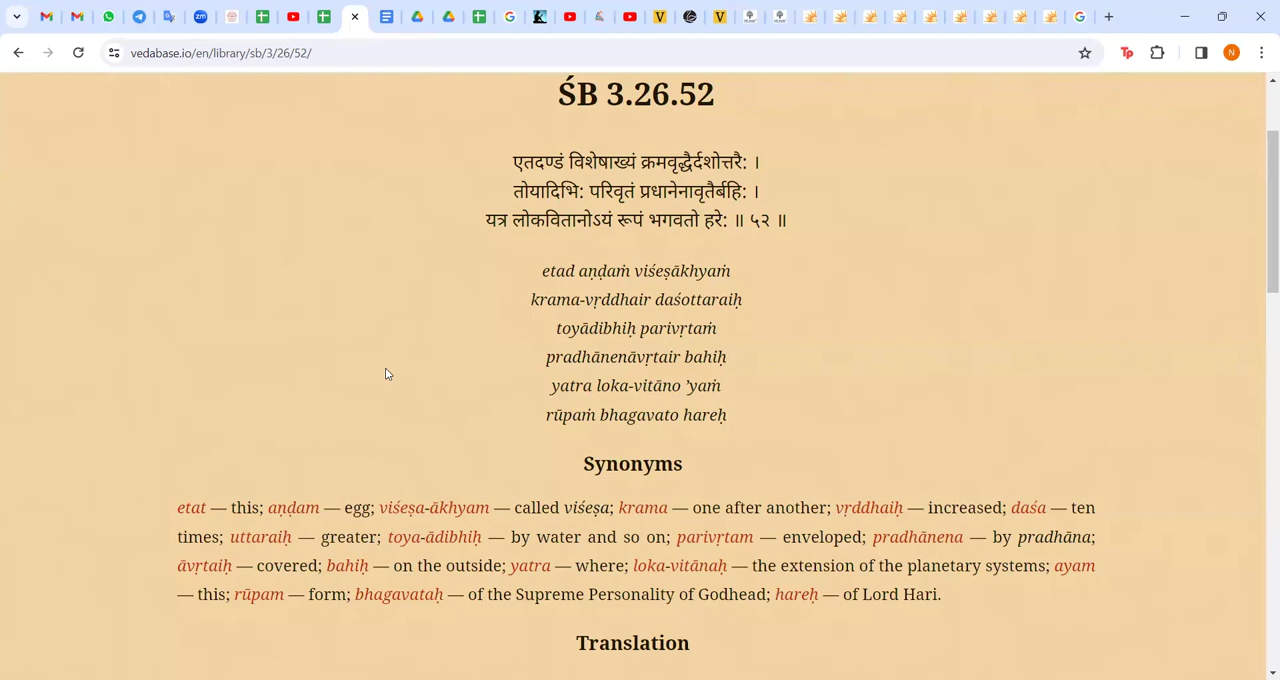 vedabase.io/en/library/sb/3/26/52/
ŚB 3.26.52
एतदण्डं विशेषाख्यं क्रमवृद्धैर्दशोत्तरै: ।
तोयादिभि: परिवृतं प्रधानेनावृतैर्बहि: ।
यत्र लोकवितानोऽयं रूपं भगवतो हरे: ॥ ५२ ॥
etad aṇḍaṁ viśeṣākhyaṁ
krama-vṛddhair daśottaraiḥ
toyādibhiḥ parivṛtaṁ
pradhānenāvṛtair bahiḥ
yatra loka-vitāno ’yaṁ
rūpaṁ bhagavato hareḥ
Synonyms
etat — this; aṇḍam — egg; viśeṣa-ākhyam — called viśeṣa; krama — one after another; vṛddhaiḥ — increased; daśa — ten
times; uttaraiḥ — greater; toya-ādibhiḥ — by water and so on; parivṛtam — enveloped; pradhānena — by pradhāna;
āvṛtaiḥ — covered; bahiḥ — on the outside; yatra — where; loka-vitānaḥ — the extension of the planetary systems; ayam
— this; rūpam — form; bhagavataḥ — of the Supreme Personality of Godhead; hareḥ — of Lord Hari.
Translation